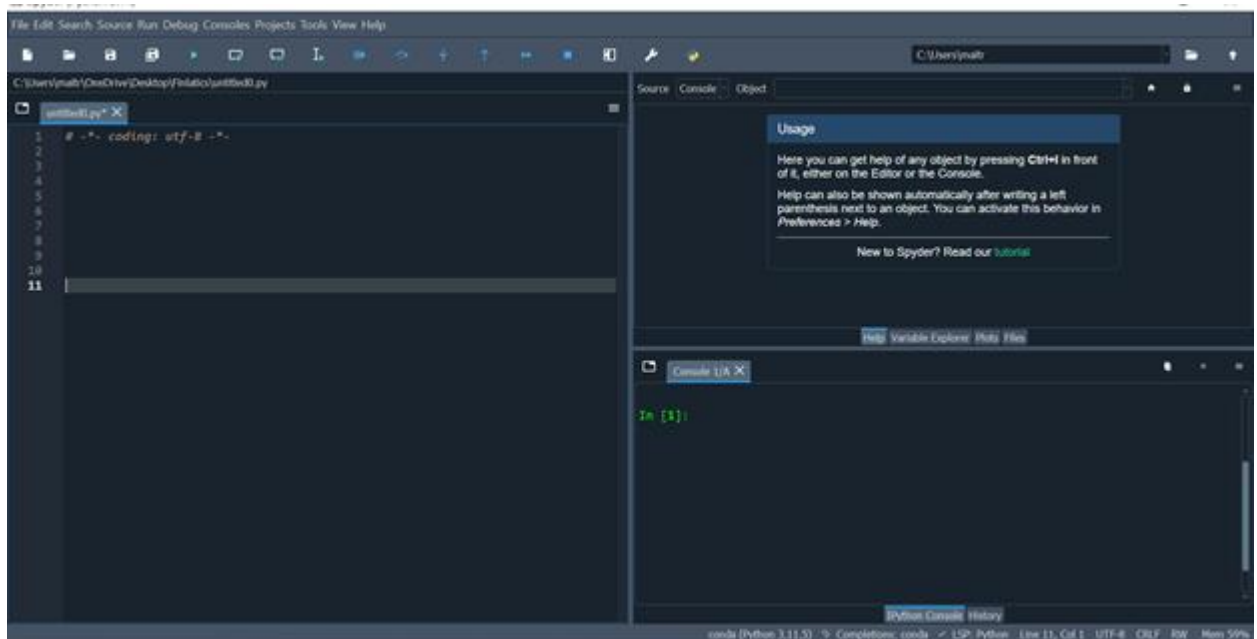 File Edit Search Source Run Debug Consoles Projects Tools View Help
C:\Users\maitr
C:\Users\maitr\OneDrive\Desktop\Finlatics\untitled0.py
untitled0.py* X
1 # -*- coding: utf-8 -*-
2
3
4
5
6
7
8
9
10
11
Source Console Object
Usage
Here you can get help of any object by pressing Ctrl+I in front
of it, either on the Editor or the Console.
Help can also be shown automatically after writing a left
parenthesis next to an object. You can activate this behavior in
Preferences > Help.
New to Spyder? Read our tutorial
Help Variable Explorer Plots Files
Console 1/A X
In [1]:
IPython Console History
conda (Python 3.11.5) Completions: conda LSP: Python Line 11, Col 1 UTF-8 CRLF RW Mem 50%